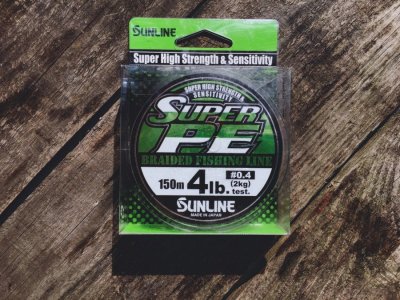 SUNLINE
Super High Strength & Sensitivity
SUPER HIGH STRENGTH &
SENSITIVITY
SUPER
PE
BRAIDED FISHING LINE
150m 4lb. test.
#0.4
(2kg)
SUNLINE
MADE IN JAPAN